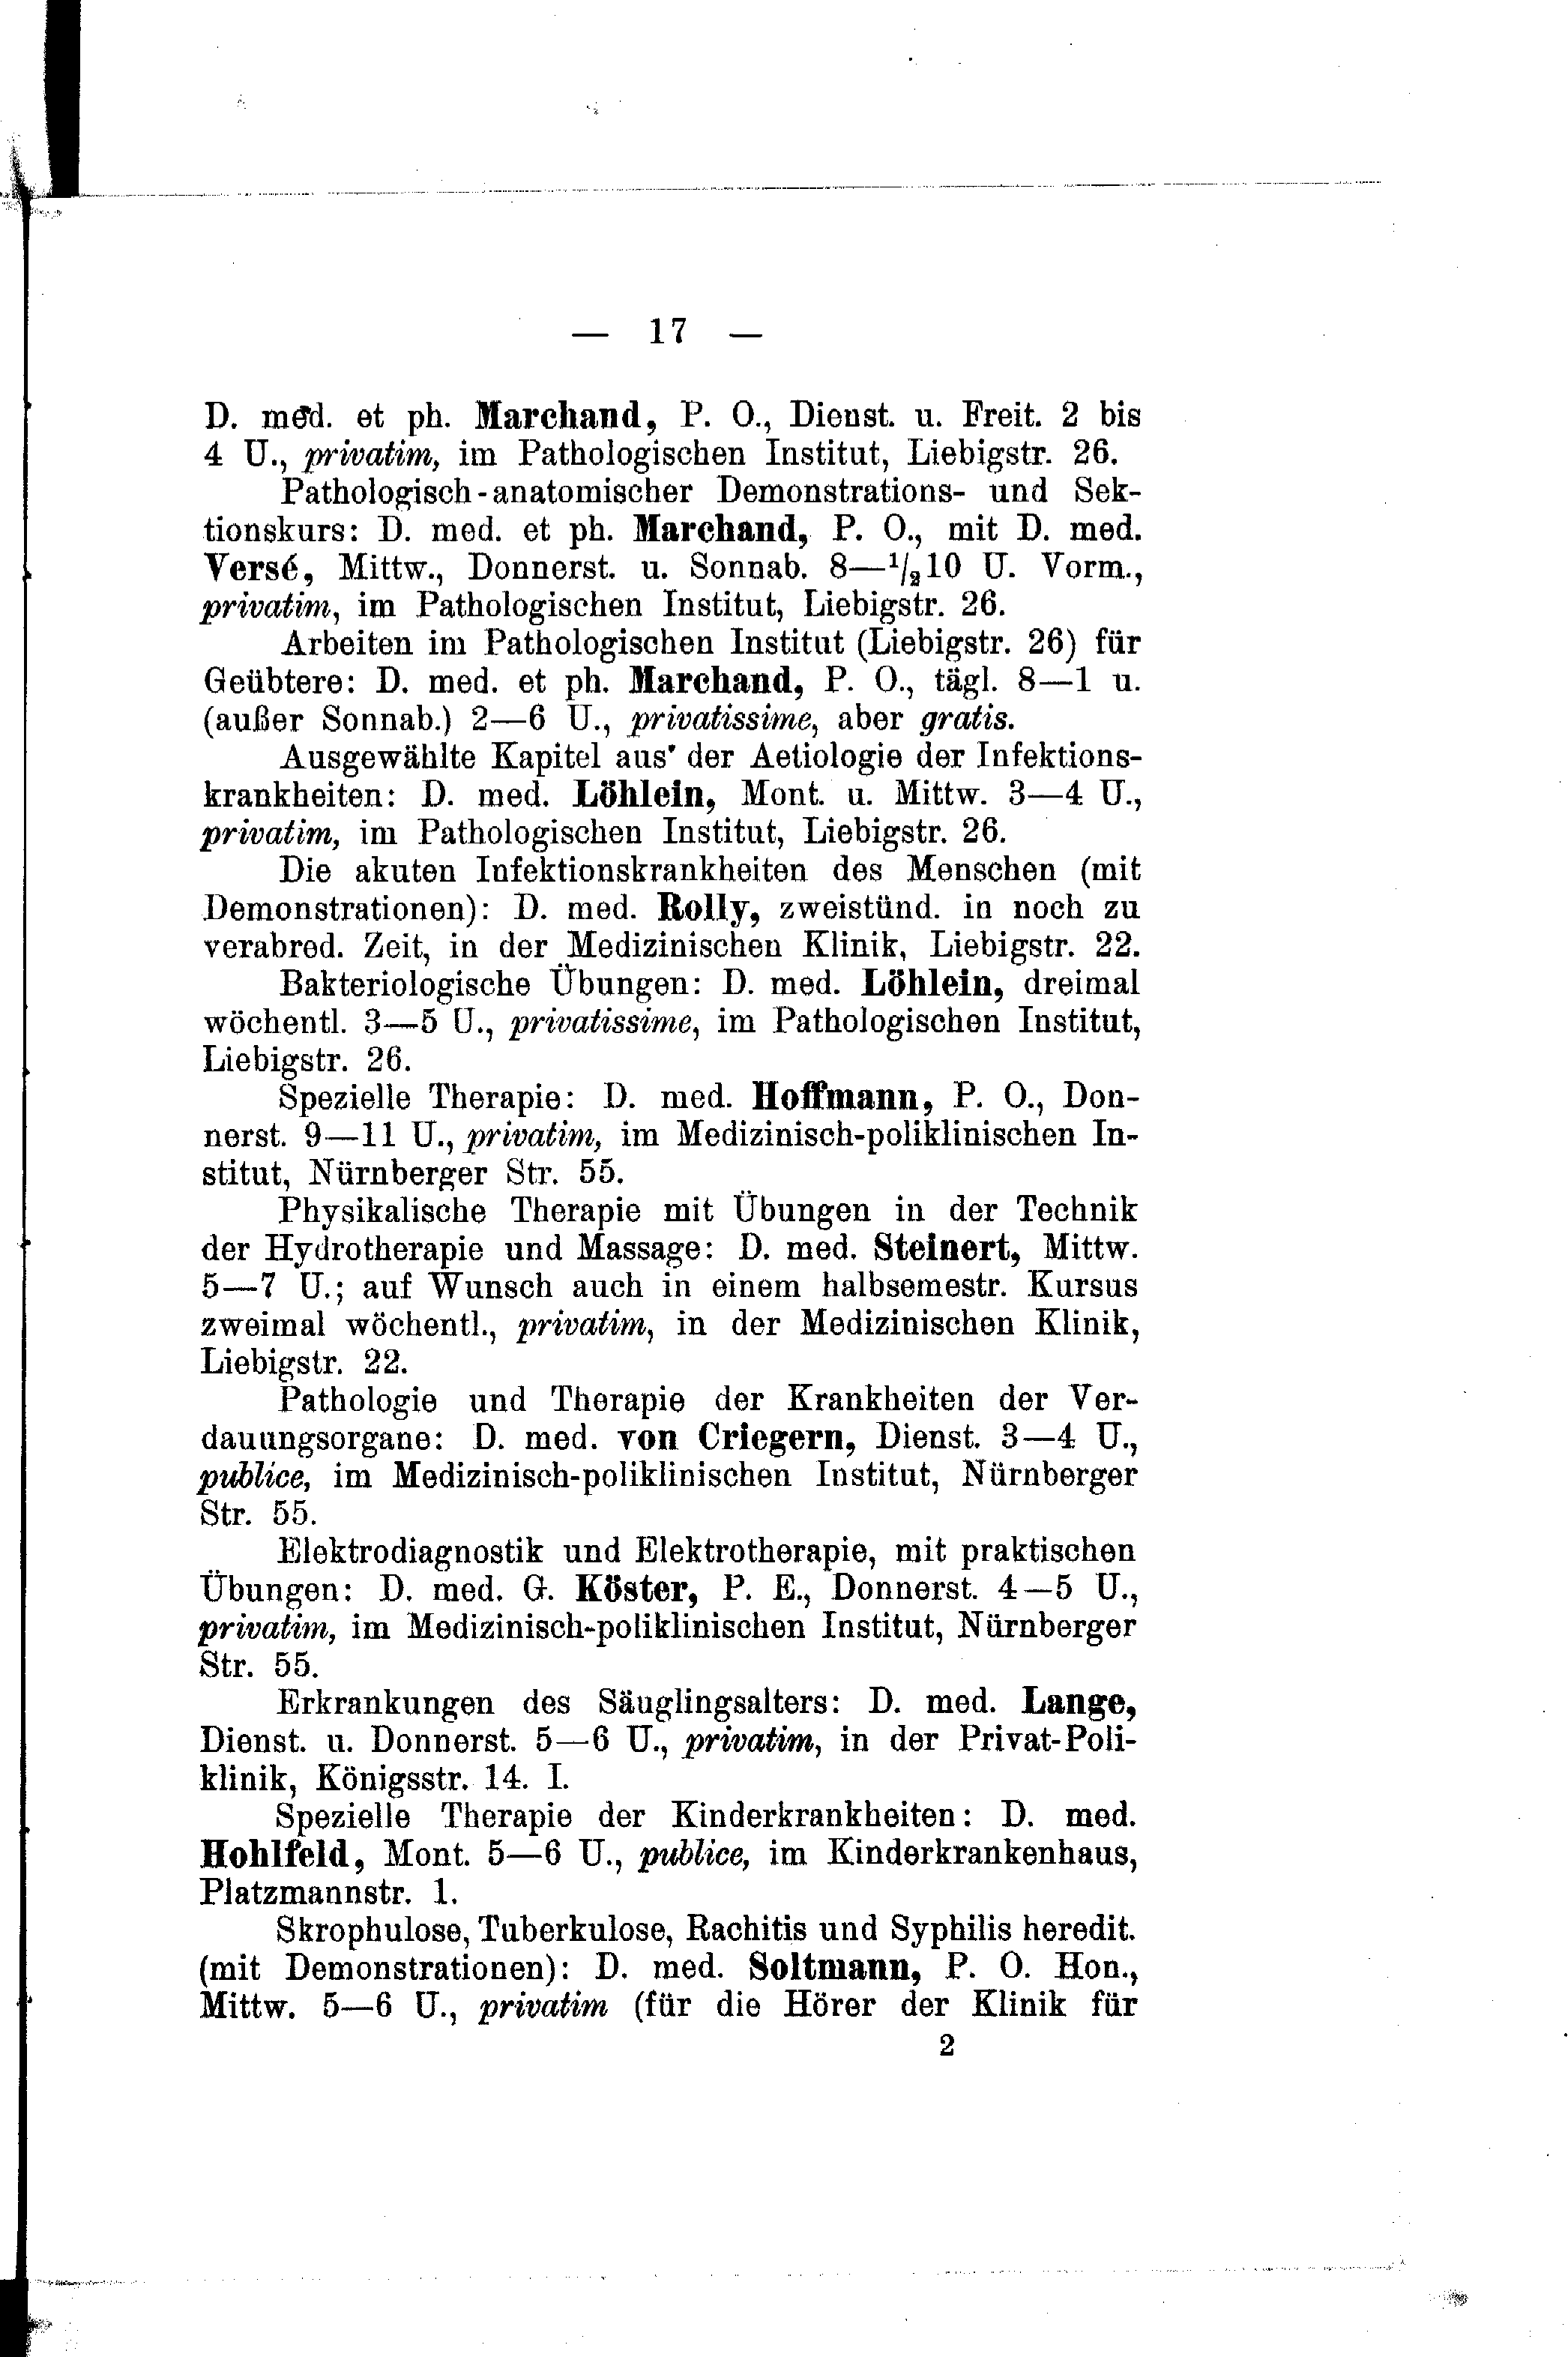 — 17 —
D. med. et ph. Marchand, P. O., Dienst. u. Freit. 2 bis
4 U., privatim, im Pathologischen Institut, Liebigstr. 26.
Pathologisch-anatomischer Demonstrations- und Sek-
tionskurs: D. med. et ph. Marchand, P. O., mit D. med.
Versé, Mittw., Donnerst. u. Sonnab. 8—1/2 10 U. Vorm.,
privatim, im Pathologischen Institut, Liebigstr. 26.
Arbeiten im Pathologischen Institut (Liebigstr. 26) für
Geübtere: D. med. et ph. Marchand, P. O., tägl. 8—1 u.
(außer Sonnab.) 2—6 U., privatissime, aber gratis.
Ausgewählte Kapitel aus der Aetiologie der Infektions-
krankheiten: D. med. Löhlein, Mont. u. Mittw. 3—4 U.,
privatim, im Pathologischen Institut, Liebigstr. 26.
Die akuten Infektionskrankheiten des Menschen (mit
Demonstrationen): D. med. Rolly, zweistünd. in noch zu
verabred. Zeit, in der Medizinischen Klinik, Liebigstr. 22.
Bakteriologische Übungen: D. med. Löhlein, dreimal
wöchentl. 3—5 U., privatissime, im Pathologischen Institut,
Liebigstr. 26.
Spezielle Therapie: D. med. Hoffmann, P. O., Don-
nerst. 9—11 U., privatim, im Medizinisch-poliklinischen In-
stitut, Nürnberger Str. 55.
Physikalische Therapie mit Übungen in der Technik
der Hydrotherapie und Massage: D. med. Steinert, Mittw.
5—7 U.; auf Wunsch auch in einem halbsemestr. Kursus
zweimal wöchentl., privatim, in der Medizinischen Klinik,
Liebigstr. 22.
Pathologie und Therapie der Krankheiten der Ver-
dauungsorgane: D. med. von Criegern, Dienst. 3—4 U.,
publice, im Medizinisch-poliklinischen Institut, Nürnberger
Str. 55.
Elektrodiagnostik und Elektrotherapie, mit praktischen
Übungen: D. med. G. Köster, P. E., Donnerst. 4—5 U.,
privatim, im Medizinisch-poliklinischen Institut, Nürnberger
Str. 55.
Erkrankungen des Säuglingsalters: D. med. Lange,
Dienst. u. Donnerst. 5—6 U., privatim, in der Privat-Poli-
klinik, Königsstr. 14. I.
Spezielle Therapie der Kinderkrankheiten: D. med.
Hohlfeld, Mont. 5—6 U., publice, im Kinderkrankenhaus,
Platzmannstr. 1.
Skrophulose, Tuberkulose, Rachitis und Syphilis heredit.
(mit Demonstrationen): D. med. Soltmann, P. O. Hon.,
Mittw. 5—6 U., privatim (für die Hörer der Klinik für
2